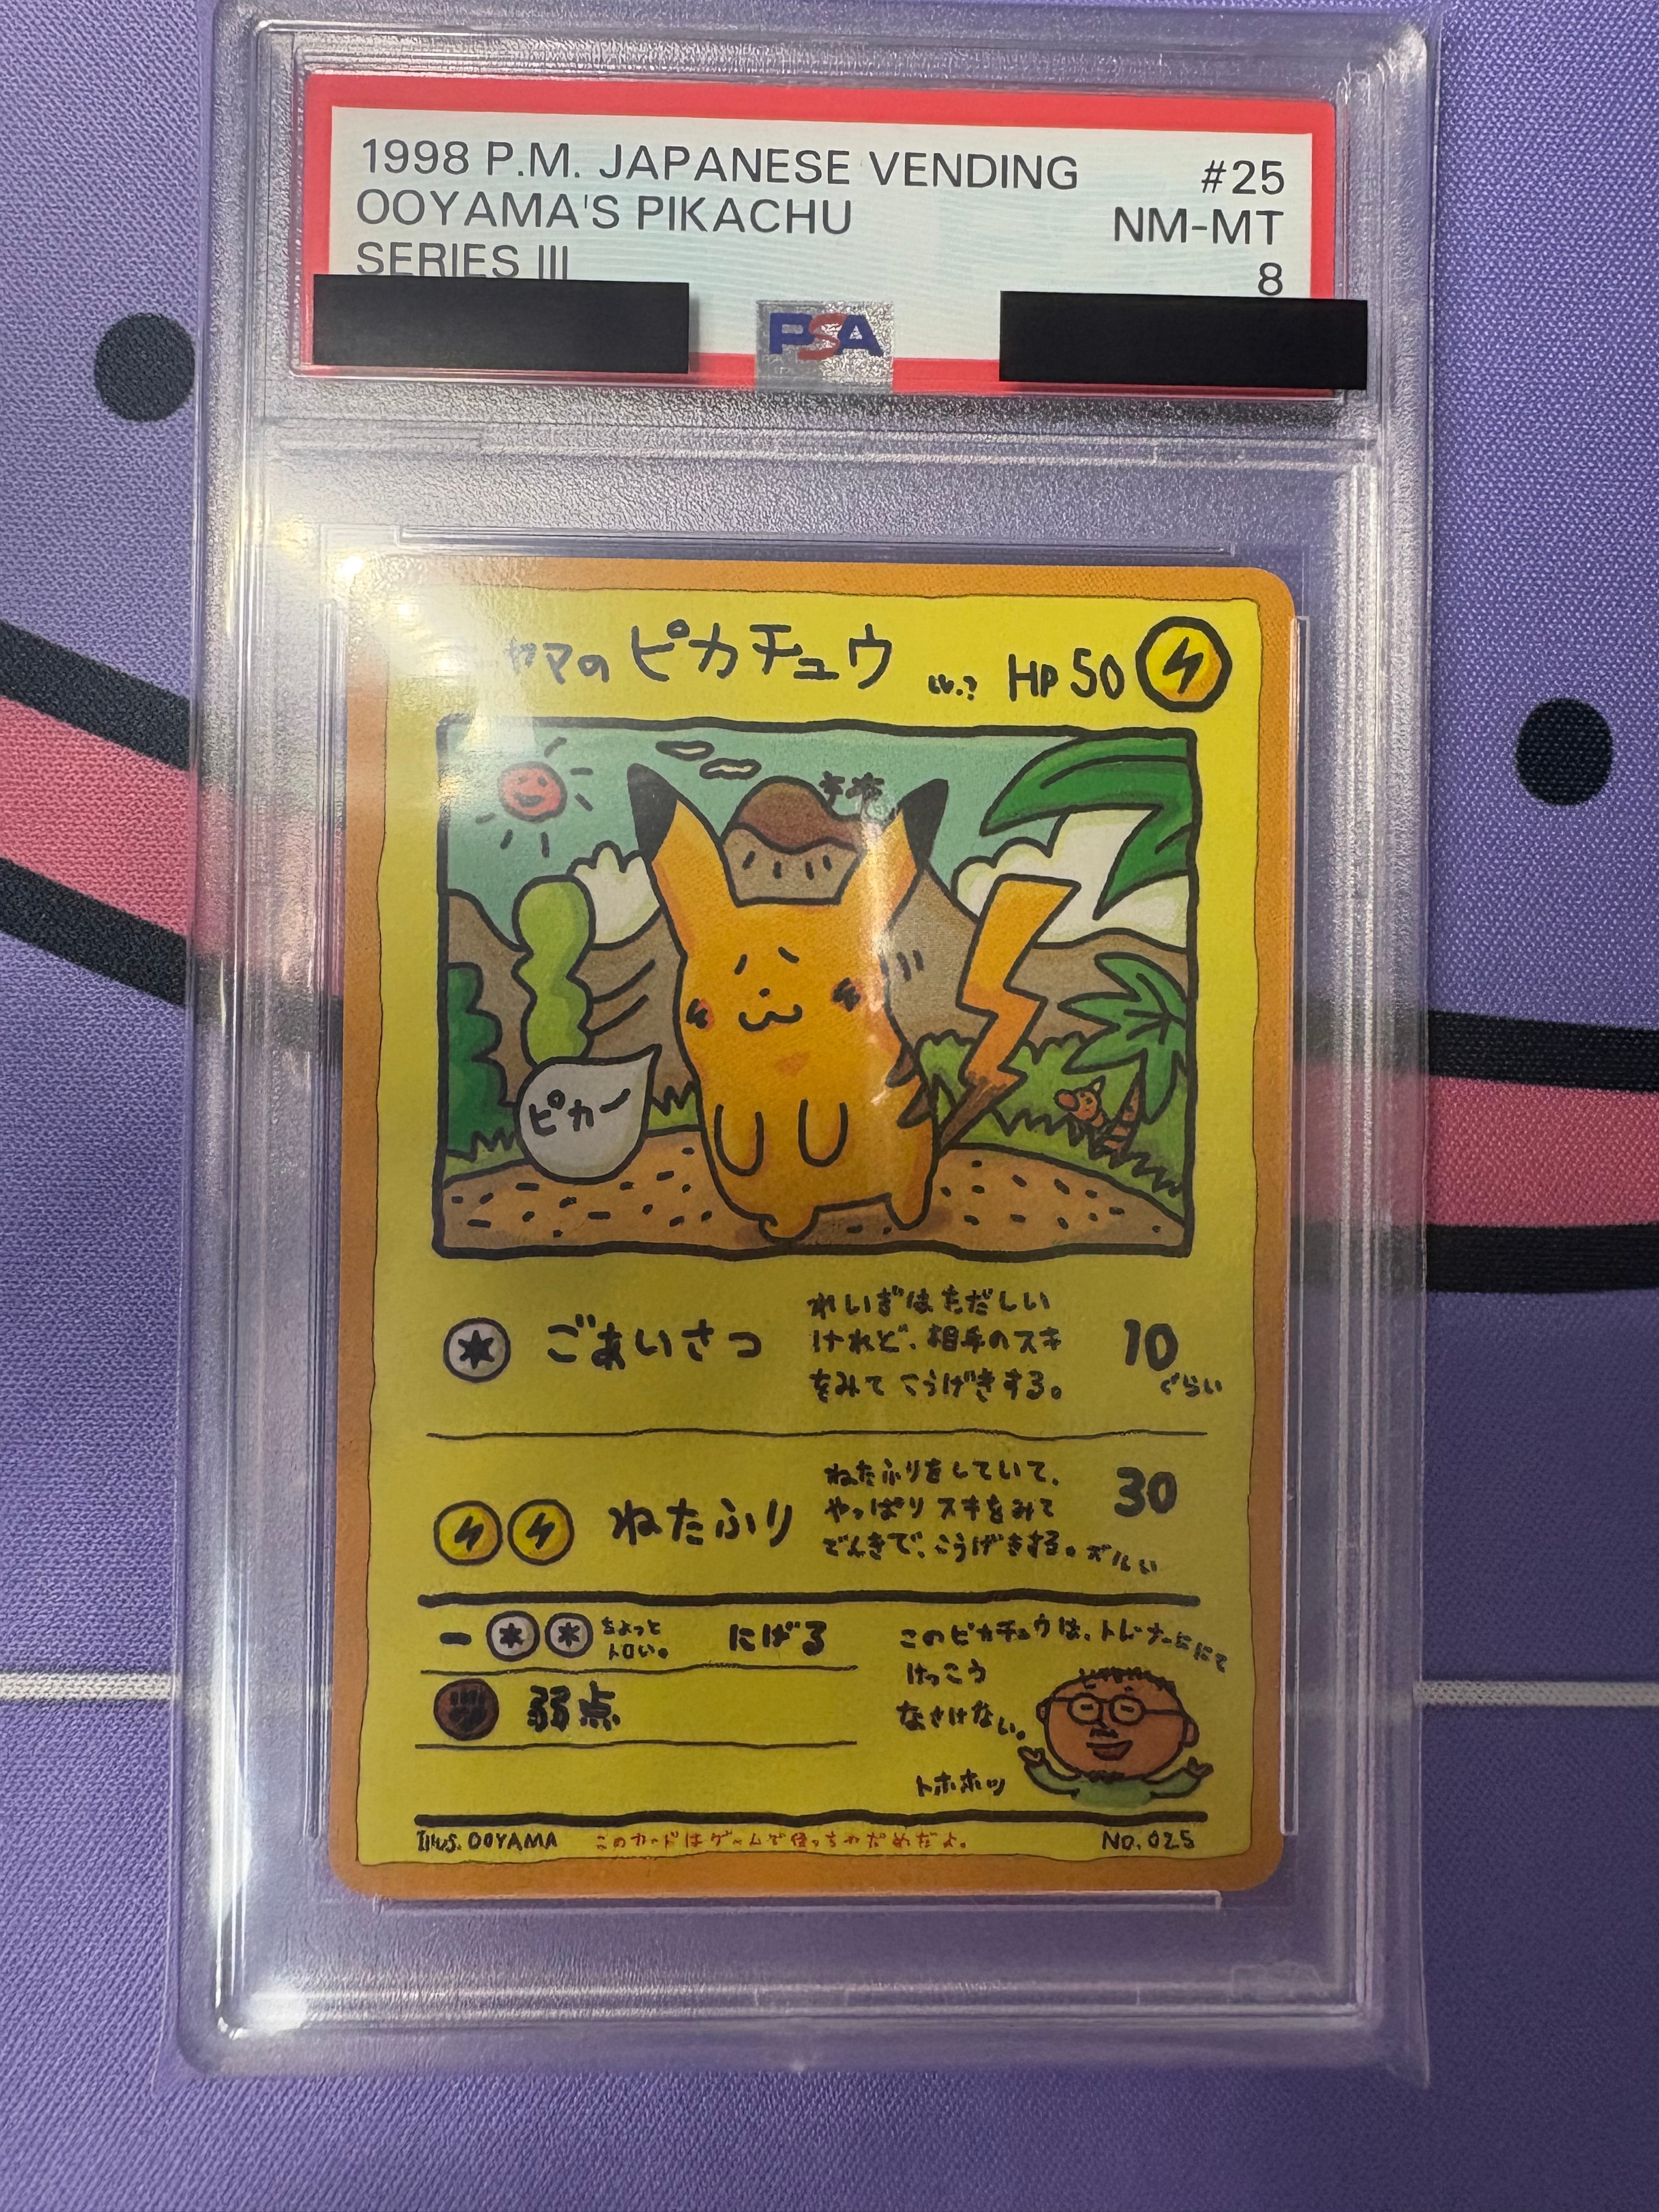 1998 P.M. JAPANESE VENDING #25
OOYAMA'S PIKACHU NM-MT
SERIES III 8
PSA
ヤマの ピカチュウ LV.? HP50
ピカー
ごあいさつ
れいぎはただしい
けれど、相手のスキ
をみて こうげきする。
10
ぐらい
ねたふり
ねたふりをしていて、
やっぱり スキをみて
でんきで、こうげきする。ズルい
30
ちょっと
トロい。
にげる
弱点
このピカチュウは、トレーナーににて
けっこう
なさけない。
トホホッ
Illus. OOYAMA このカードはゲームで使っちゃだめだよ。 NO. 025